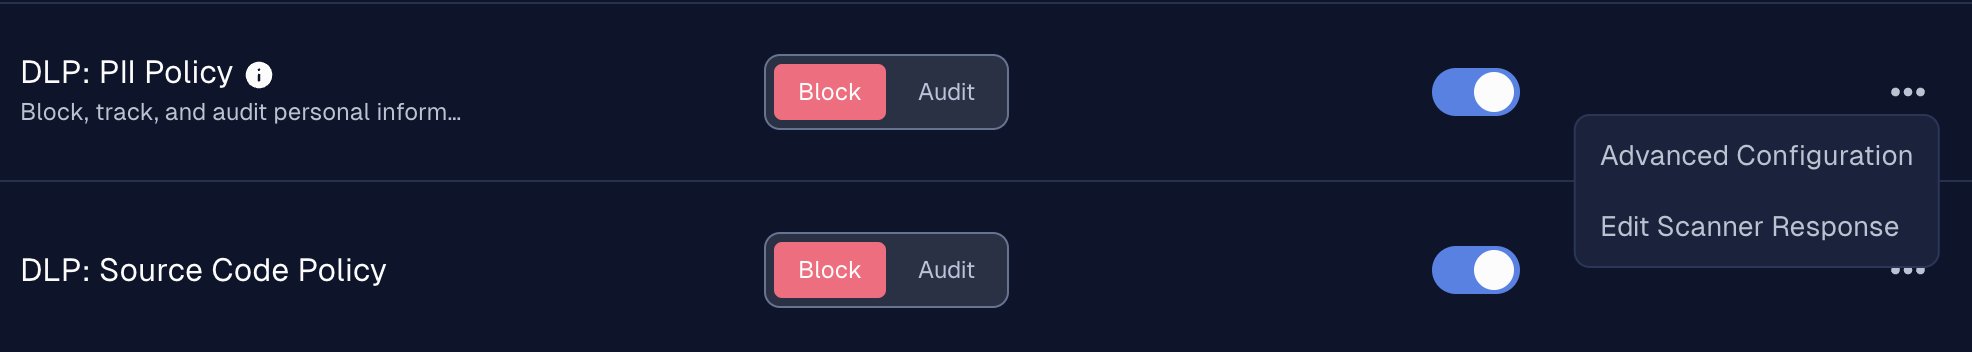 DLP: PII Policy
Block, track, and audit personal inform...
Block Audit
Advanced Configuration
Edit Scanner Response
DLP: Source Code Policy
Block Audit